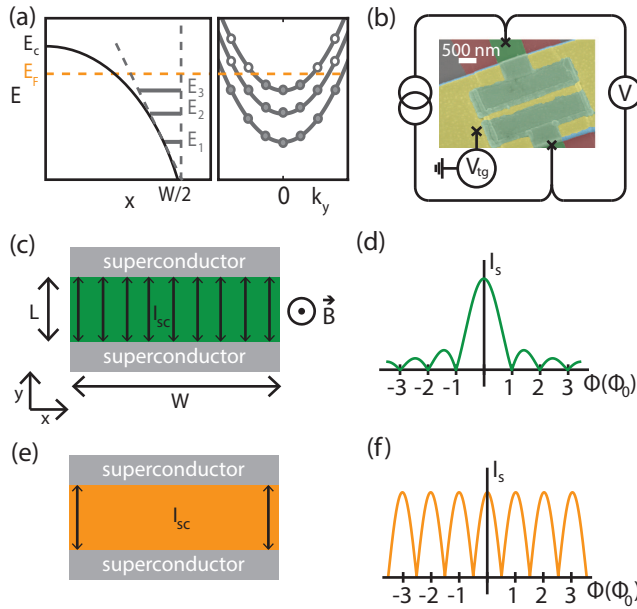 (a)
E_c
E_F
E
E_3
E_2
E_1
x
W/2
0
k_y
(b)
500 nm
V
V_tg
(c)
superconductor
L
I_sc
B
superconductor
W
y
x
(d)
I_s
-3 -2 -1 1 2 3 Φ(Φ_0)
(e)
superconductor
I_sc
superconductor
(f)
I_s
-3 -2 -1 1 2 3 Φ(Φ_0)